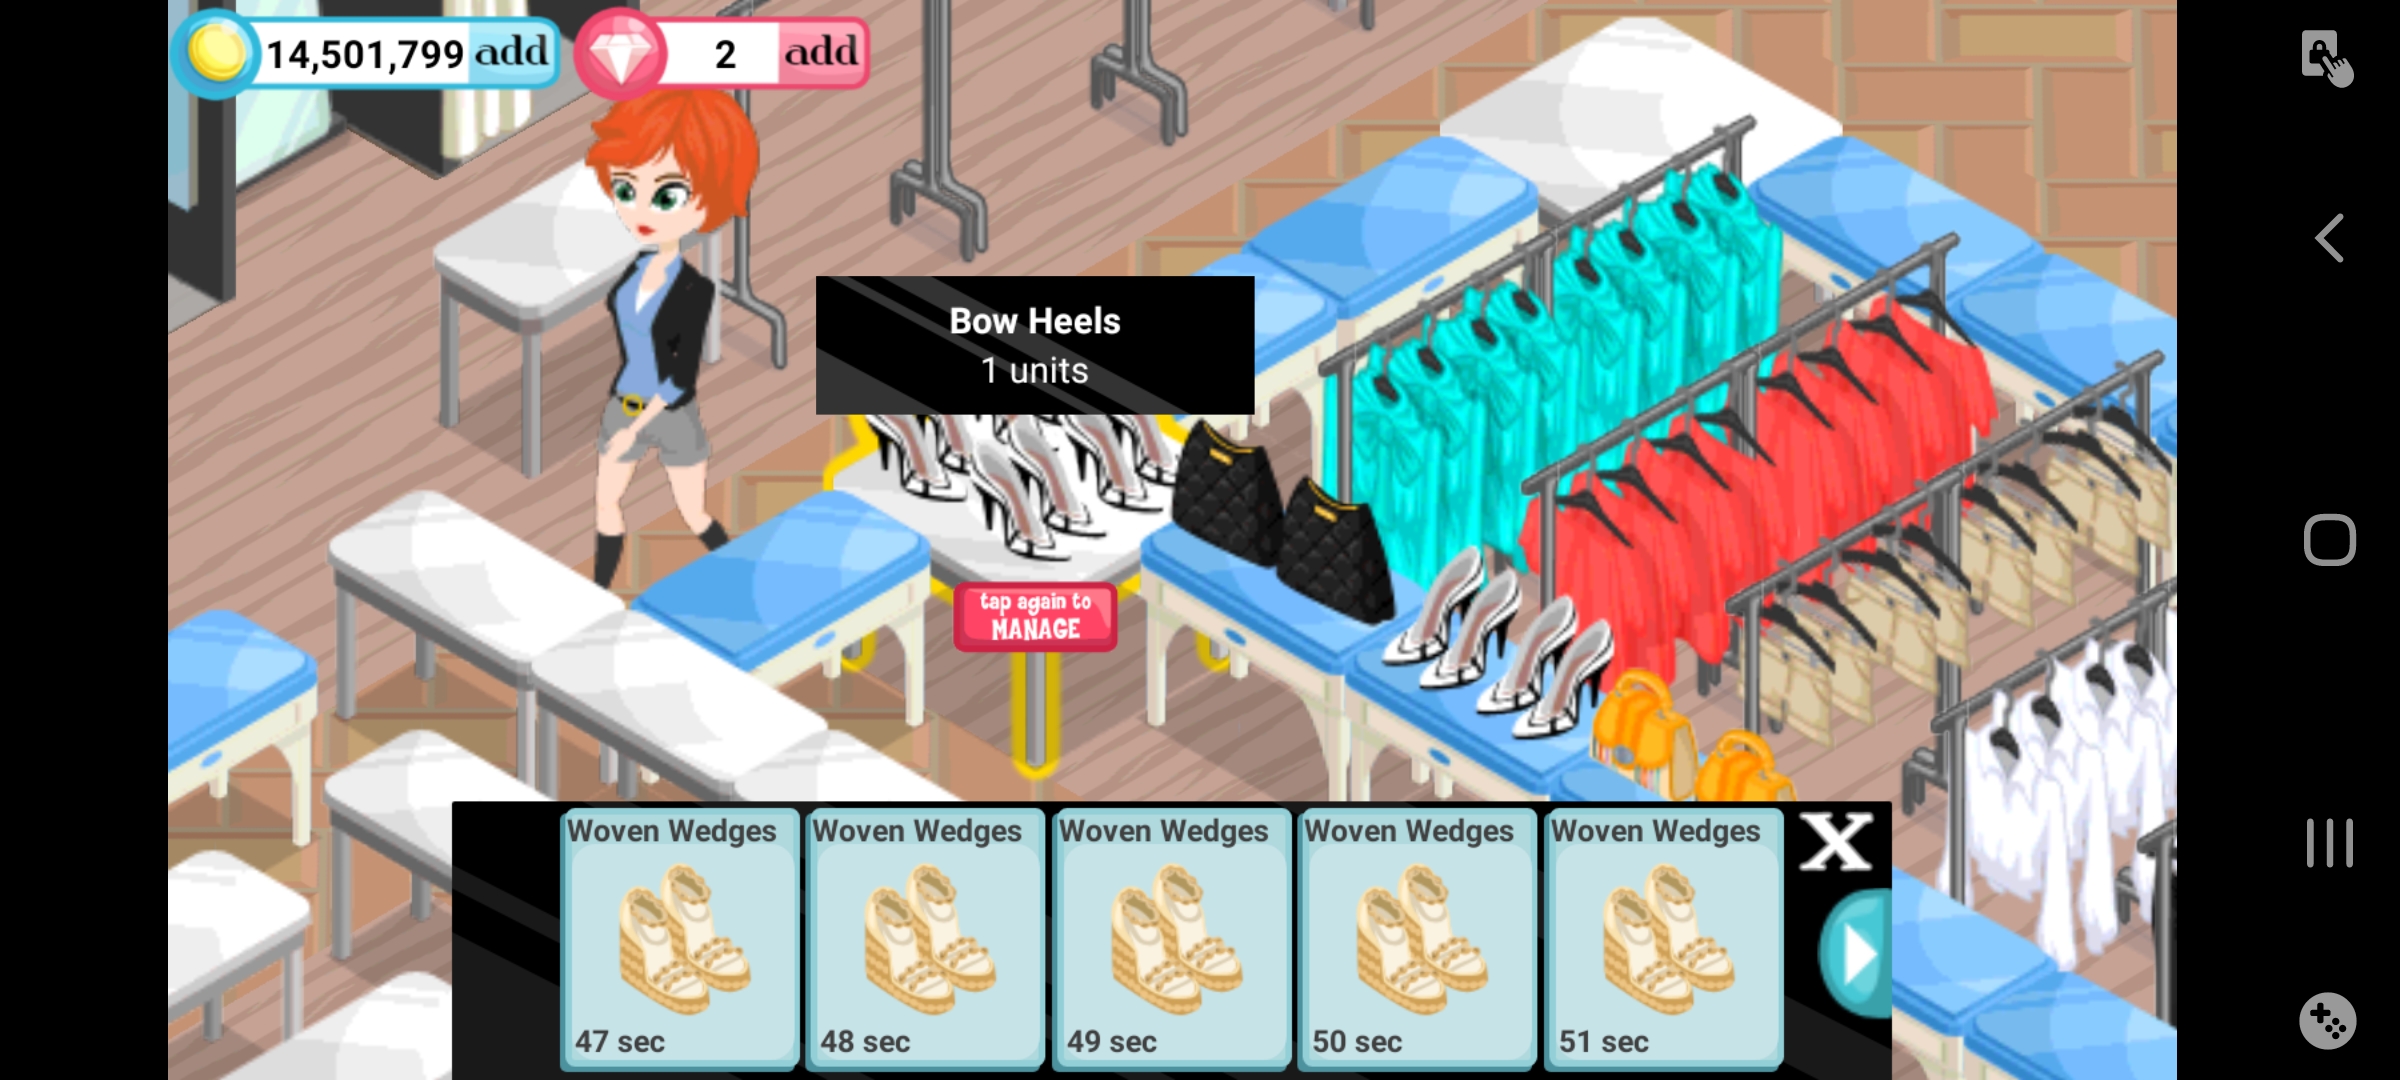 14,501,799 add
2 add
Bow Heels
1 units
tap again to
MANAGE
Woven Wedges Woven Wedges Woven Wedges Woven Wedges Woven Wedges
X
47 sec 48 sec 49 sec 50 sec 51 sec